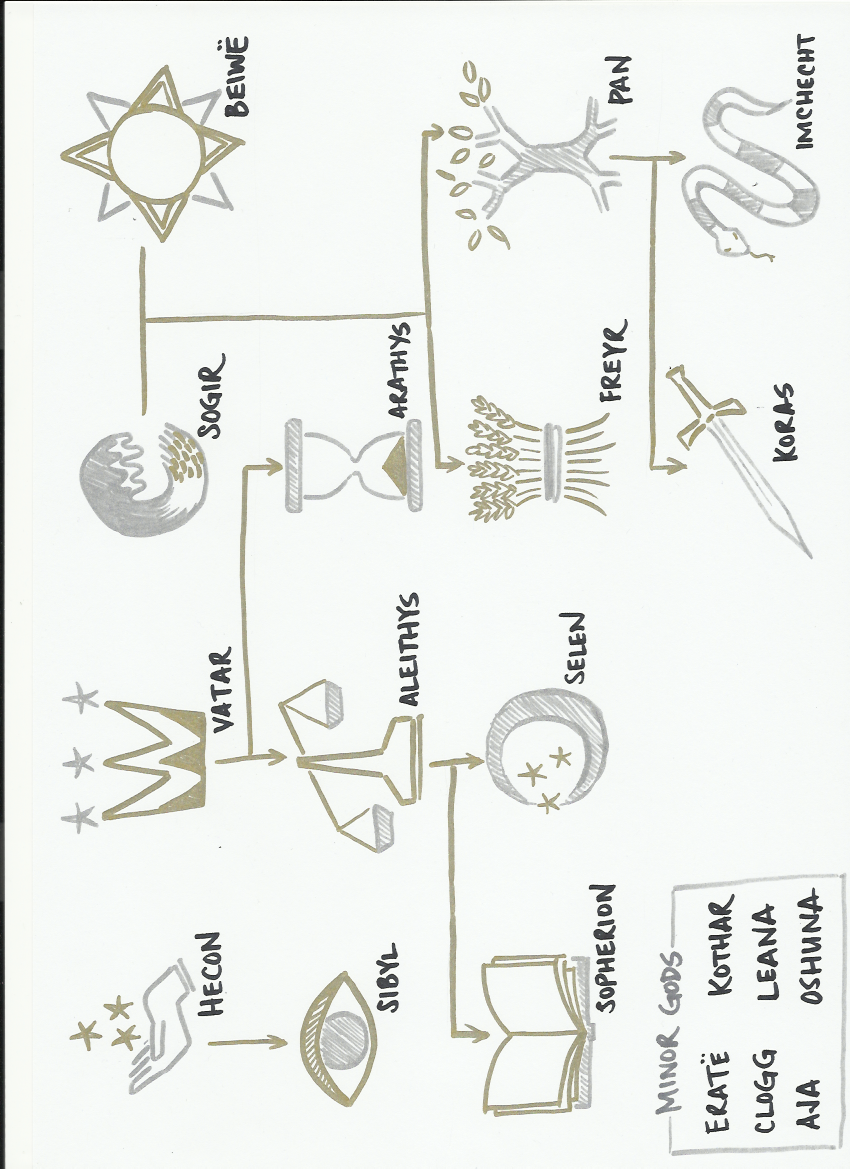 HECON
VATAR
SOGIR
BEIWË
SIBYL
ALEITHYS
ARATHYS
SOPHERION
SELEN
FREYR
PAN
KORAS
IMCHECHT
MINOR GODS
ERATË KOTHAR
CLOGG LEANA
AJA OSHUNA